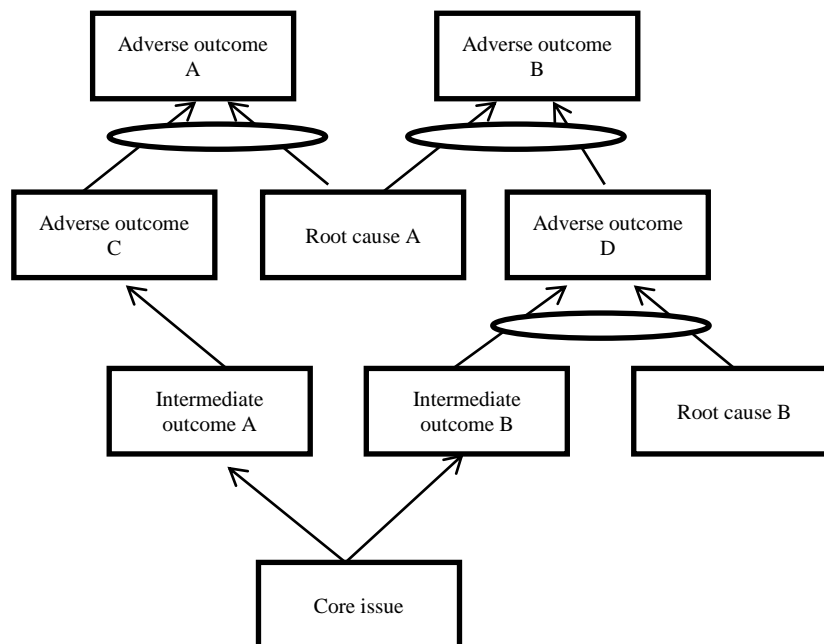 Adverse outcome
A
Adverse outcome
B
Adverse outcome
C
Root cause A
Adverse outcome
D
Intermediate
outcome A
Intermediate
outcome B
Root cause B
Core issue